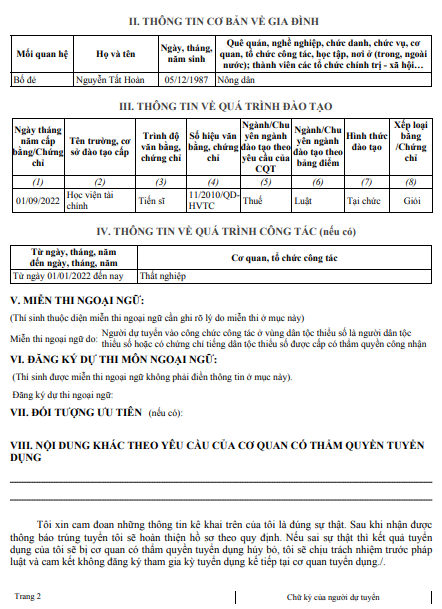 II. THÔNG TIN CƠ BẢN VỀ GIA ĐÌNH
Mối quan hệ
Họ và tên
Ngày, tháng,
năm sinh
Quê quán, nghề nghiệp, chức danh, chức vụ, cơ
quan, tổ chức công tác, học tập, nơi ở (trong, ngoài
nước); thành viên các tổ chức chính trị - xã hội…
Bố đẻ
Nguyễn Tất Hoàn
05/12/1987
Nông dân
III. THÔNG TIN VỀ QUÁ TRÌNH ĐÀO TẠO
Ngày tháng
năm cấp
bằng/Chứng
chỉ
Tên trường, cơ
sở đào tạo cấp
Trình độ
văn bằng,
chứng chỉ
Số hiệu văn
bằng, chứng
chỉ
Ngành/Chu
yên ngành
đào tạo theo
yêu cầu của
CQT
Ngành/Chu
yên ngành
đào tạo theo
bảng điểm
Hình thức
đào tạo
Xếp loại
bằng
/Chứng
chỉ
(1)
(2)
(3)
(4)
(5)
(6)
(7)
(8)
01/09/2022
Học viện tài
chính
Tiến sĩ
11/2010/QD-
HVTC
Thuế
Luật
Tại chức
Giỏi
IV. THÔNG TIN VỀ QUÁ TRÌNH CÔNG TÁC (nếu có)
Từ ngày, tháng, năm
đến ngày, tháng, năm
Cơ quan, tổ chức công tác
Từ ngày 01/01/2022 đến nay
Thất nghiệp
V. MIỄN THI NGOẠI NGỮ:
(Thí sinh thuộc diện miễn thi ngoại ngữ cần ghi rõ lý do miễn thi ở mục này)
Miễn thi ngoại ngữ do:
Người dự tuyển vào công chức công tác ở vùng dân tộc thiểu số là người dân tộc
thiểu số hoặc có chứng chỉ tiếng dân tộc thiểu số được cấp có thẩm quyền công nhận
VI. ĐĂNG KÝ DỰ THI MÔN NGOẠI NGỮ:
(Thí sinh được miễn thi ngoại ngữ không phải điền thông tin ở mục này).
Đăng ký dự thi ngoại ngữ:
VII. ĐỐI TƯỢNG ƯU TIÊN (nếu có):
VIII. NỘI DUNG KHÁC THEO YÊU CẦU CỦA CƠ QUAN CÓ THẨM QUYỀN TUYỂN
DỤNG
Tôi xin cam đoan những thông tin kê khai trên của tôi là đúng sự thật. Sau khi nhận được
thông báo trúng tuyển tôi sẽ hoàn thiện hồ sơ theo quy định. Nếu sai sự thật thì kết quả tuyển
dụng của tôi sẽ bị cơ quan có thẩm quyền tuyển dụng hủy bỏ, tôi sẽ chịu trách nhiệm trước pháp
luật và cam kết không đăng ký tham gia kỳ tuyển dụng kế tiếp tại cơ quan tuyển dụng./.
Trang 2
Chữ ký của người dự tuyển